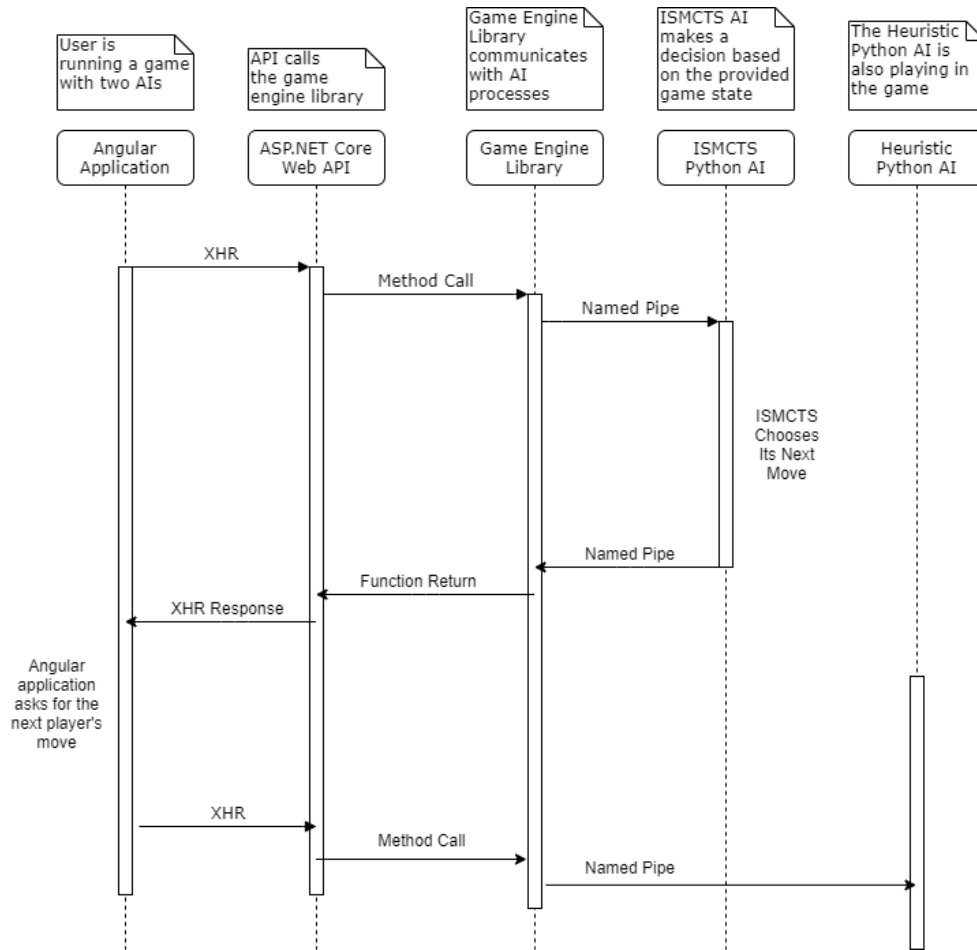 User is
running a game
with two AIs
API calls
the game
engine library
Game Engine
Library
communicates
with AI
processes
ISMCTS AI
makes a
decision based
on the provided
game state
The Heuristic
Python AI is
also playing in
the game
Angular
Application
ASP.NET Core
Web API
Game Engine
Library
ISMCTS
Python AI
Heuristic
Python AI
XHR
Method Call
Named Pipe
ISMCTS
Chooses
Its Next
Move
Named Pipe
Function Return
XHR Response
Angular
application
asks for the
next player's
move
XHR
Method Call
Named Pipe